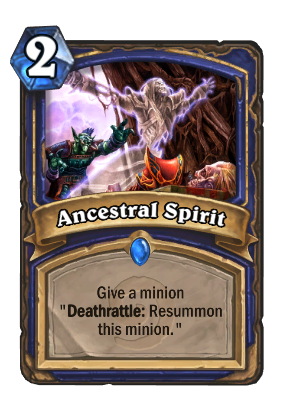 2
Ancestral Spirit
Give a minion
"Deathrattle: Resummon
this minion."